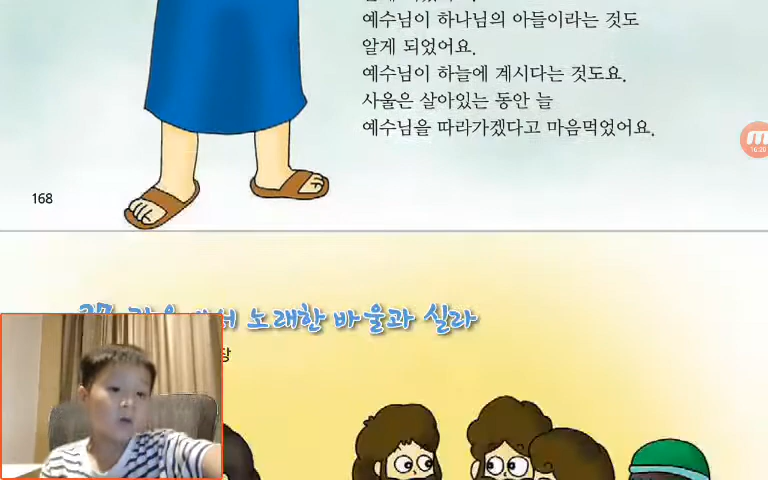 예수님이 하나님의 아들이라는 것도
알게 되었어요.
예수님이 하늘에 계시다는 것도요.
사울은 살아있는 동안 늘
예수님을 따라가겠다고 마음먹었어요.
168
노래한 바울과 실라
장
16:20